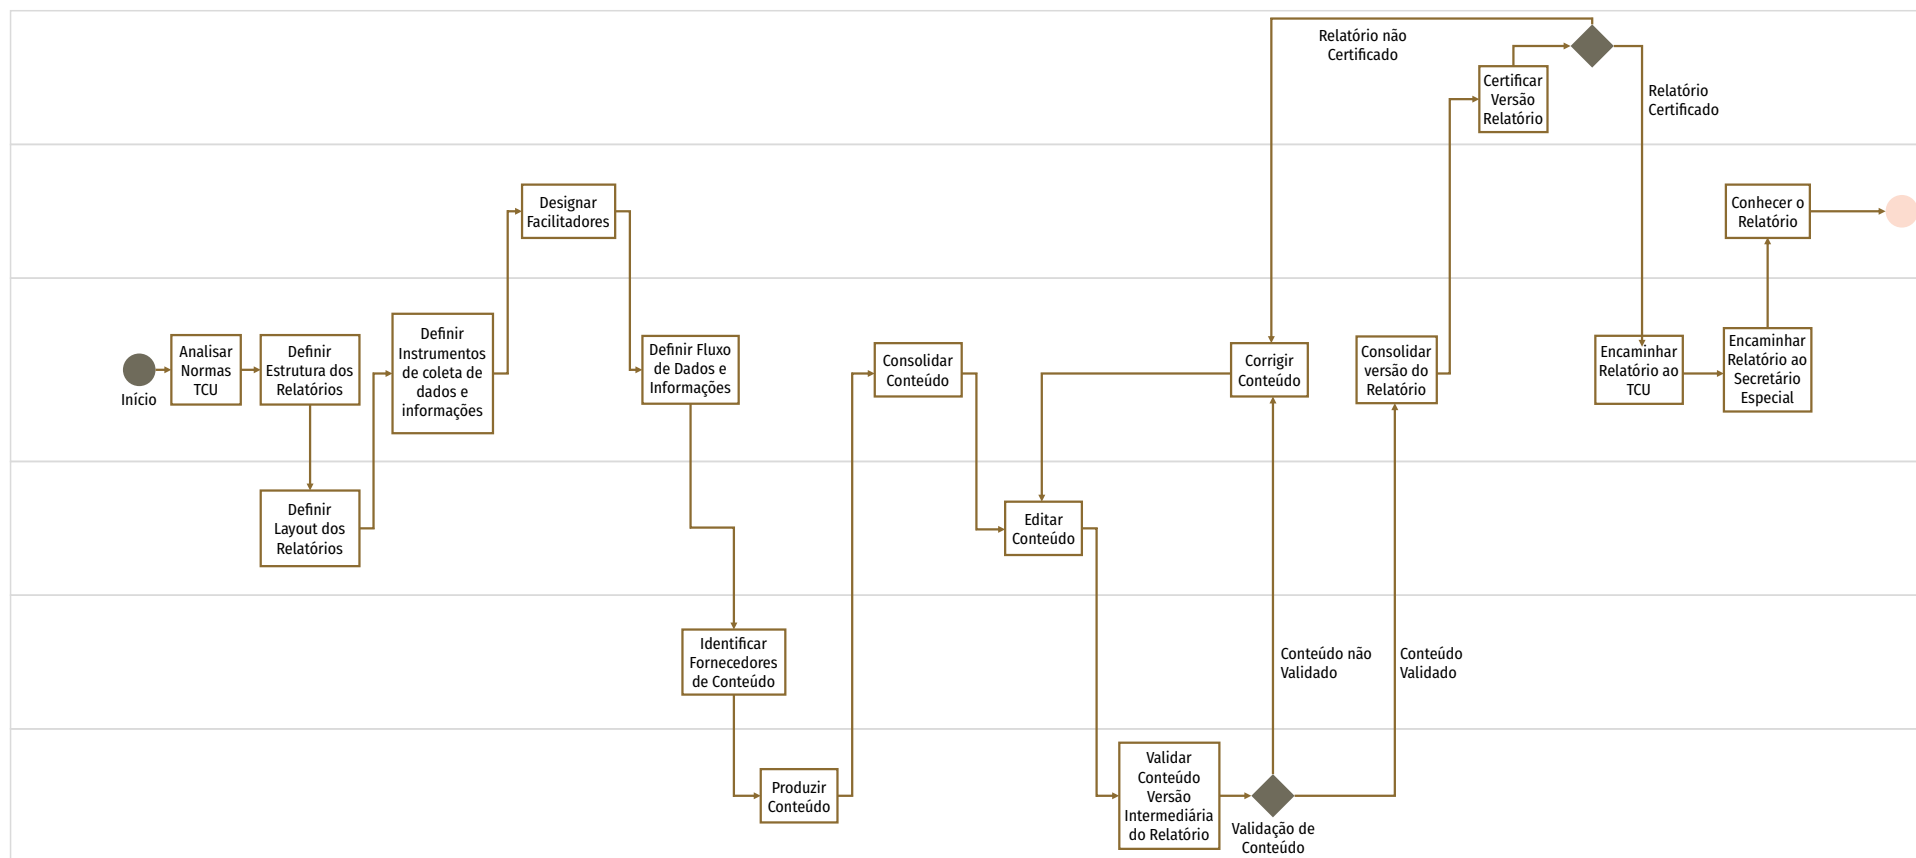 Relatório não
Certificado
Certificar
Versão
Relatório
Relatório
Certificado
Designar
Facilitadores
Conhecer o
Relatório
Início
Analisar
Normas
TCU
Definir
Estrutura dos
Relatórios
Definir
Instrumentos
de coleta de
dados e
informações
Definir Fluxo
de Dados e
Informações
Consolidar
Conteúdo
Corrigir
Conteúdo
Consolidar
versão do
Relatório
Encaminhar
Relatório ao
TCU
Encaminhar
Relatório ao
Secretário
Especial
Definir
Layout dos
Relatórios
Editar
Conteúdo
Identificar
Fornecedores
de Conteúdo
Conteúdo não
Validado
Conteúdo
Validado
Produzir
Conteúdo
Validar
Conteúdo
Versão
Intermediária
do Relatório
Validação de
Conteúdo